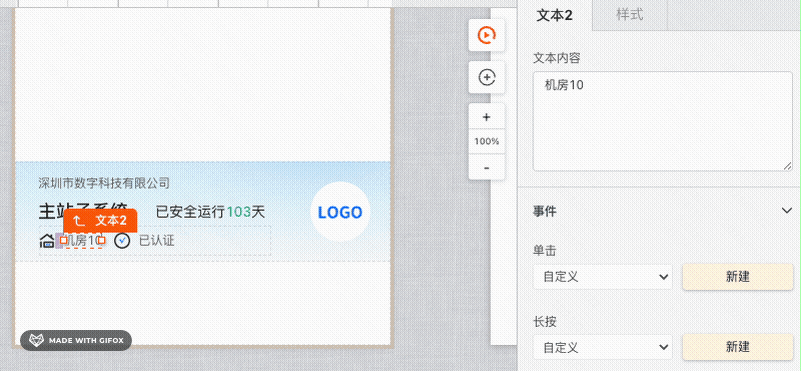 文本2
样式
文本内容
机房10
深圳市数字科技有限公司
主站子系统
已安全运行103天
LOGO
文本2
机房10
已认证
+
100%
-
事件
单击
自定义
新建
长按
自定义
新建
MADE WITH GIFOX